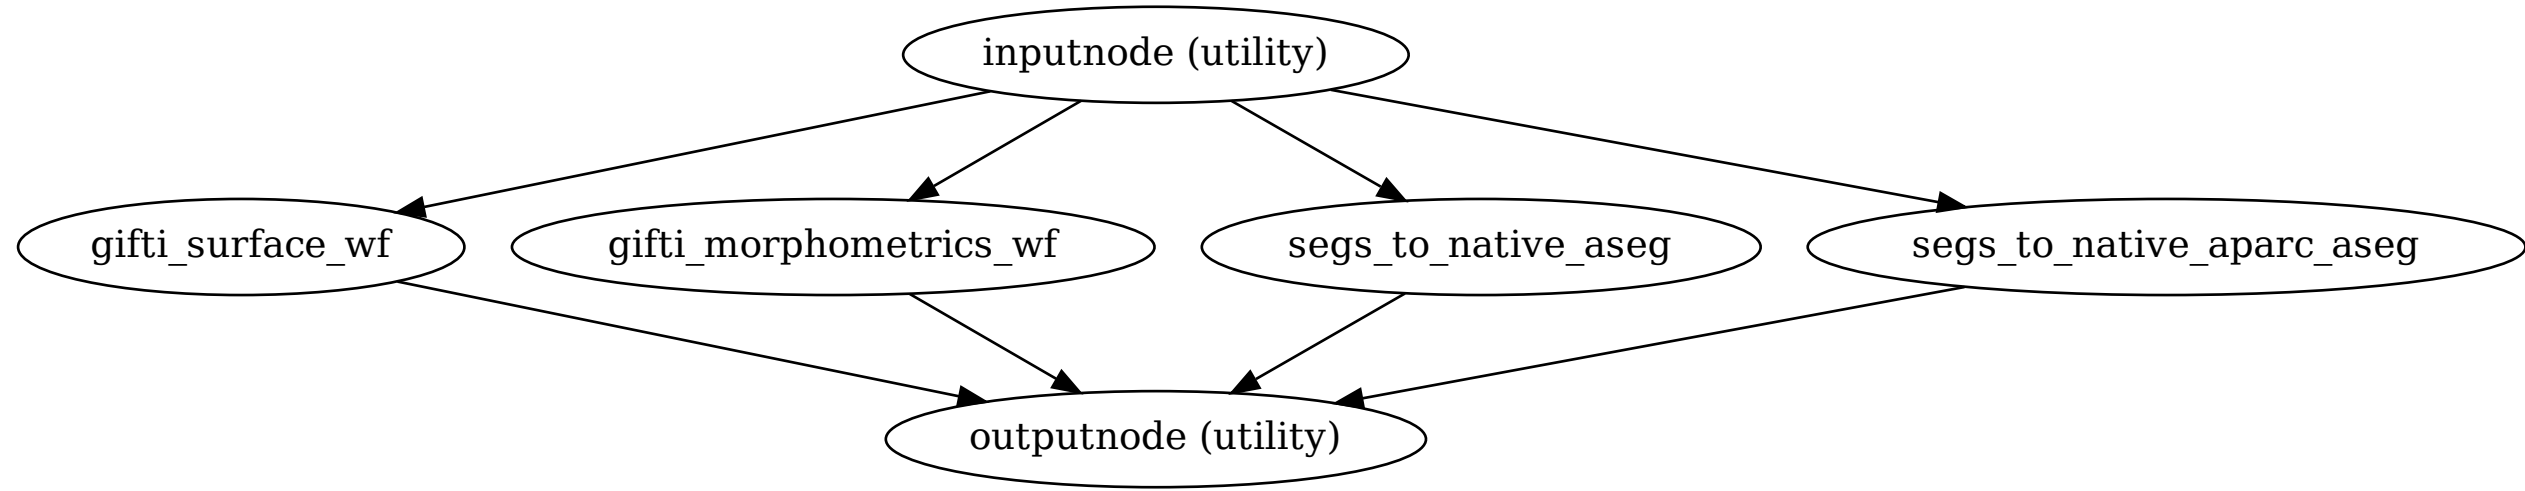 inputnode (utility)
gifti_surface_wf
gifti_morphometrics_wf
segs_to_native_aseg
segs_to_native_aparc_aseg
outputnode (utility)